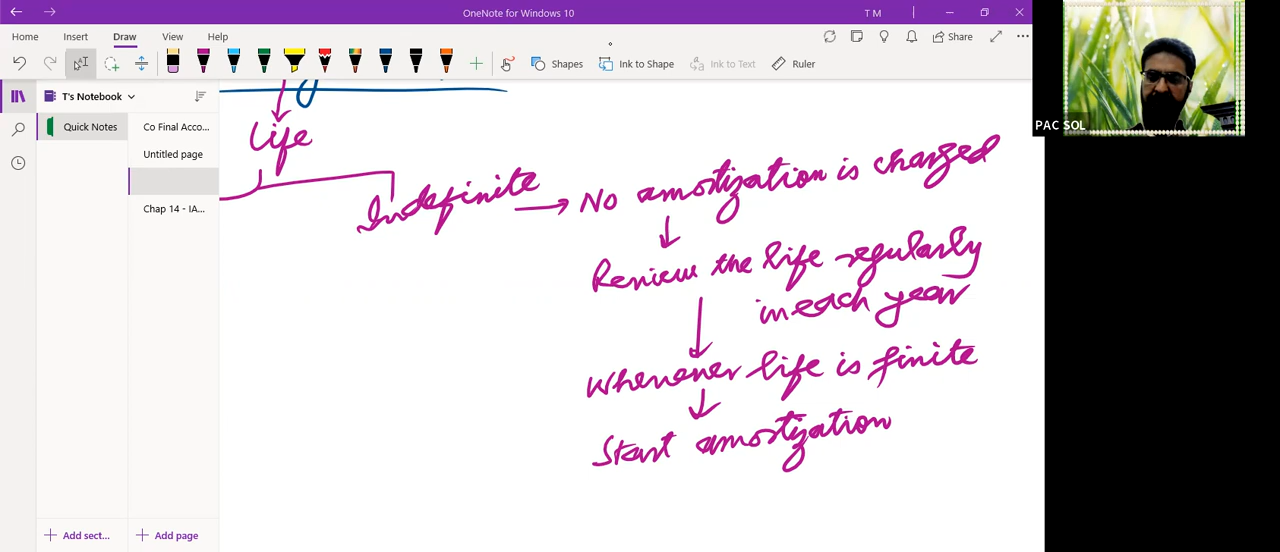 OneNote for Windows 10
T M
Home
Insert
Draw
View
Help
Share
Shapes
Ink to Shape
Ink to Text
Ruler
T's Notebook
Quick Notes
Co Final Acco...
Untitled page
Chap 14 - IA...
Add sect...
Add page
PAC SOL
Life
Indefinite
No amortization is charged
Review the life regularly
in each year
Whenever life is finite
Start amortization